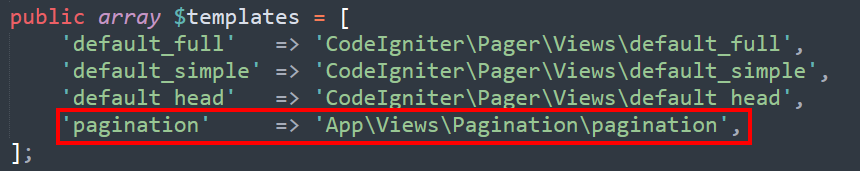 public array $templates = [
    'default_full'   => 'CodeIgniter\Pager\Views\default_full',
    'default_simple' => 'CodeIgniter\Pager\Views\default_simple',
    'default_head'   => 'CodeIgniter\Pager\Views\default_head',
    'pagination'     => 'App\Views\Pagination\pagination',
];